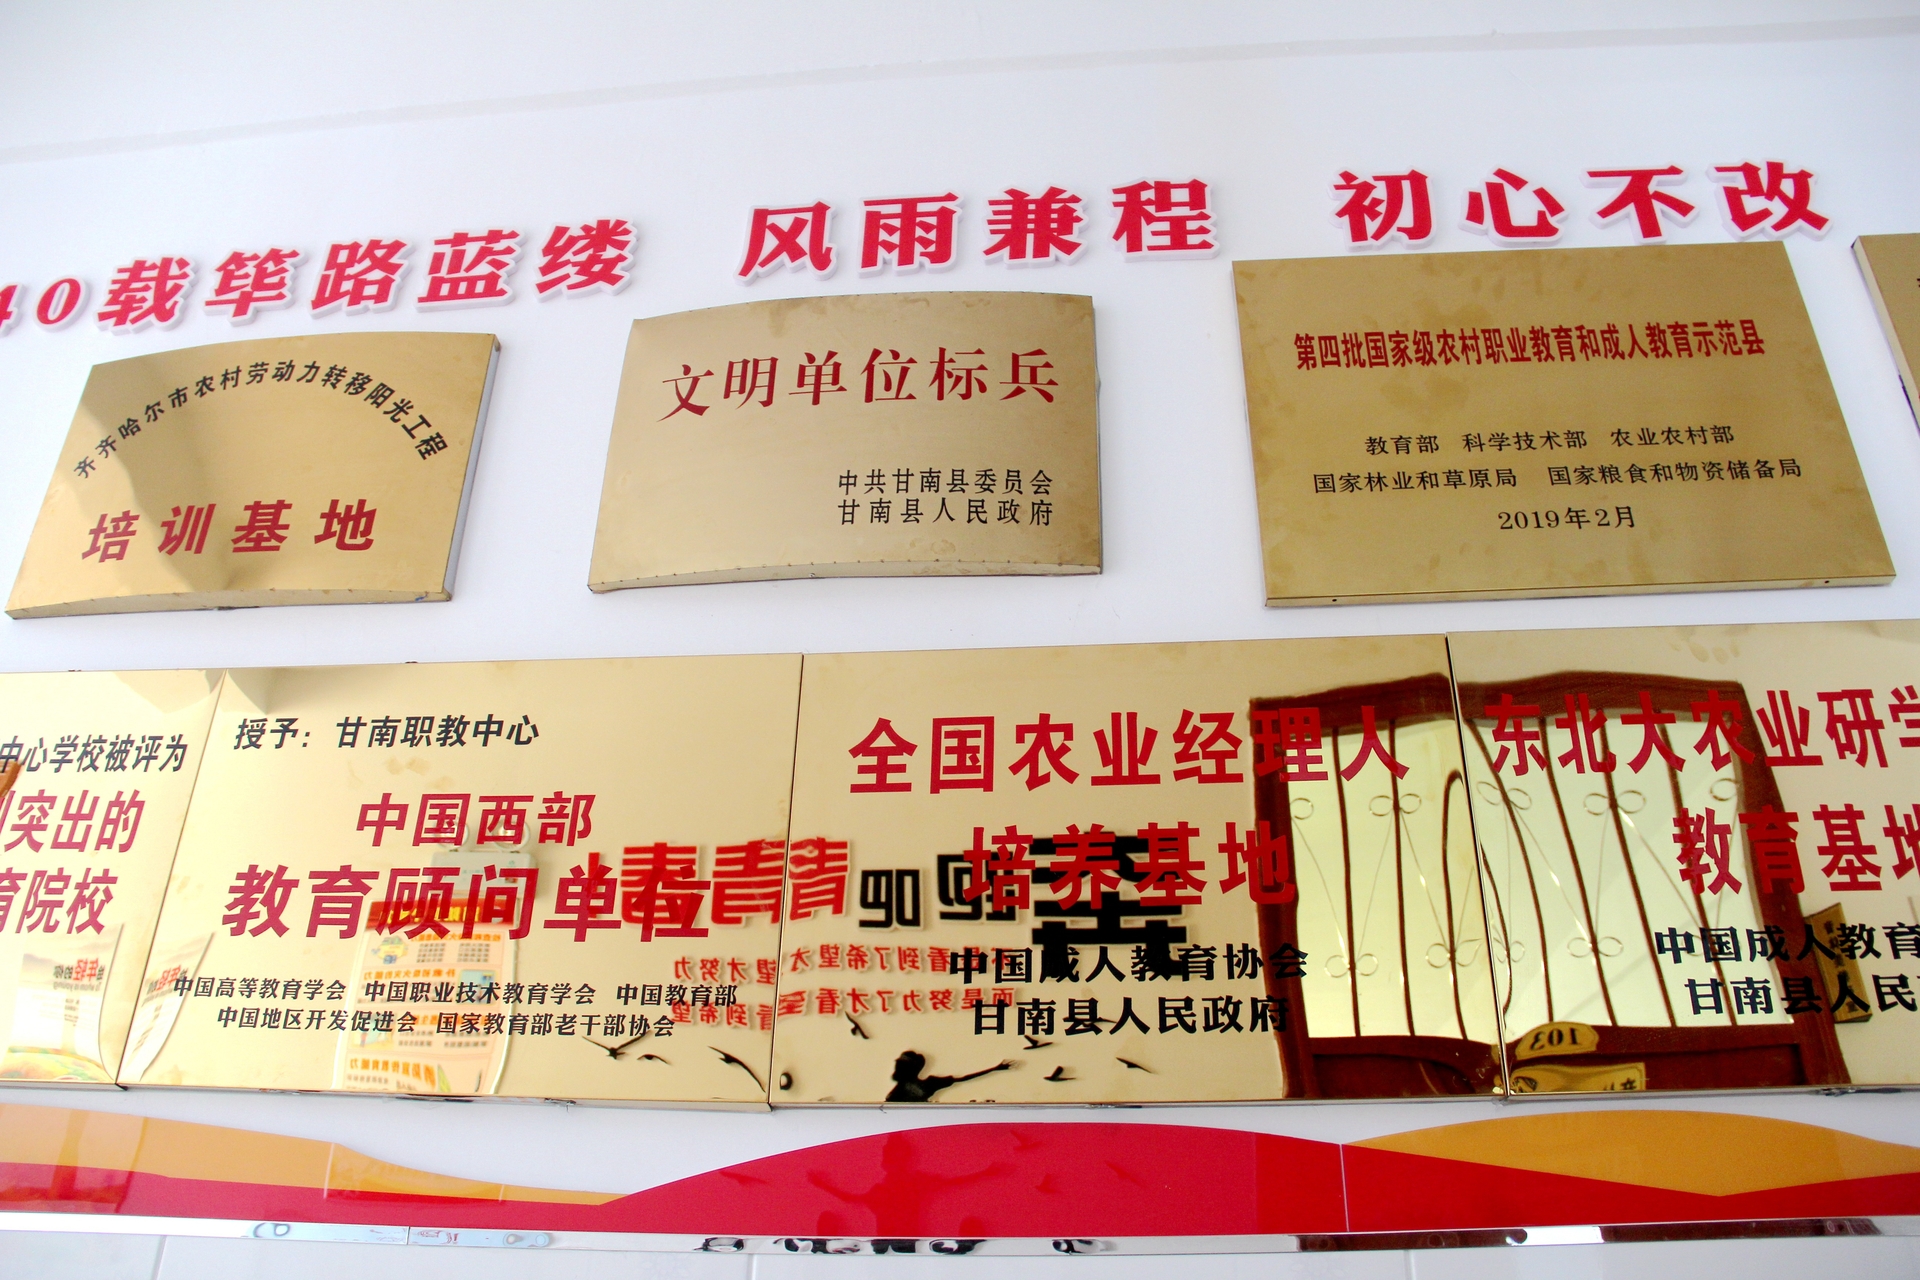 40载筚路蓝缕 风雨兼程 初心不改
齐齐哈尔市农村劳动力转移阳光工程
培训基地
文明单位标兵
中共甘南县委员会
甘南县人民政府
第四批国家级农村职业教育和成人教育示范县
教育部 科学技术部 农业农村部
国家林业和草原局 国家粮食和物资储备局
2019年2月
中心学校被评为
突出的
育院校
授予：甘南职教中心
中国西部
教育顾问单位
中国高等教育学会 中国职业技术教育学会 中国教育部
中国地区开发促进会 国家教育部老干部协会
全国农业经理人
培养基地
中国成人教育协会
甘南县人民政府
东北大农业研学
教育基地
中国成人教育
甘南县人民
103